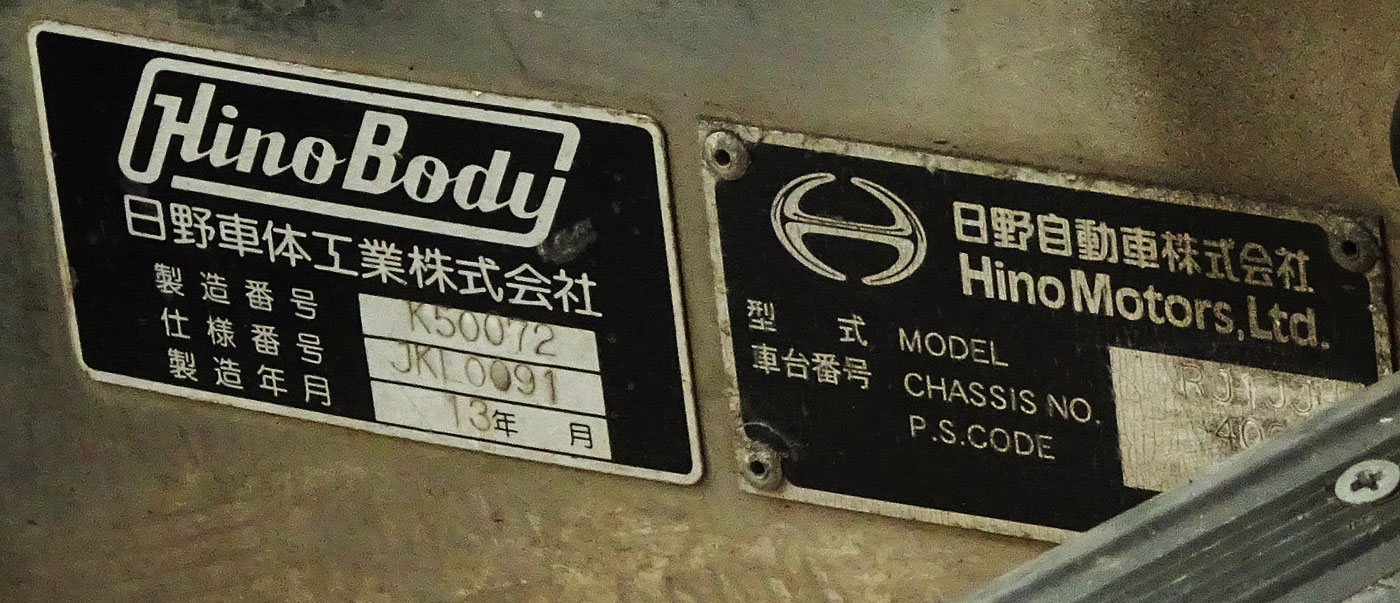 Hino Body
日野車体工業株式会社
製造番号 K50072
仕様番号 JKL0091
製造年月 13年 月
日野自動車株式会社
Hino Motors, Ltd.
型式 MODEL
車台番号 CHASSIS NO.
P.S.CODE